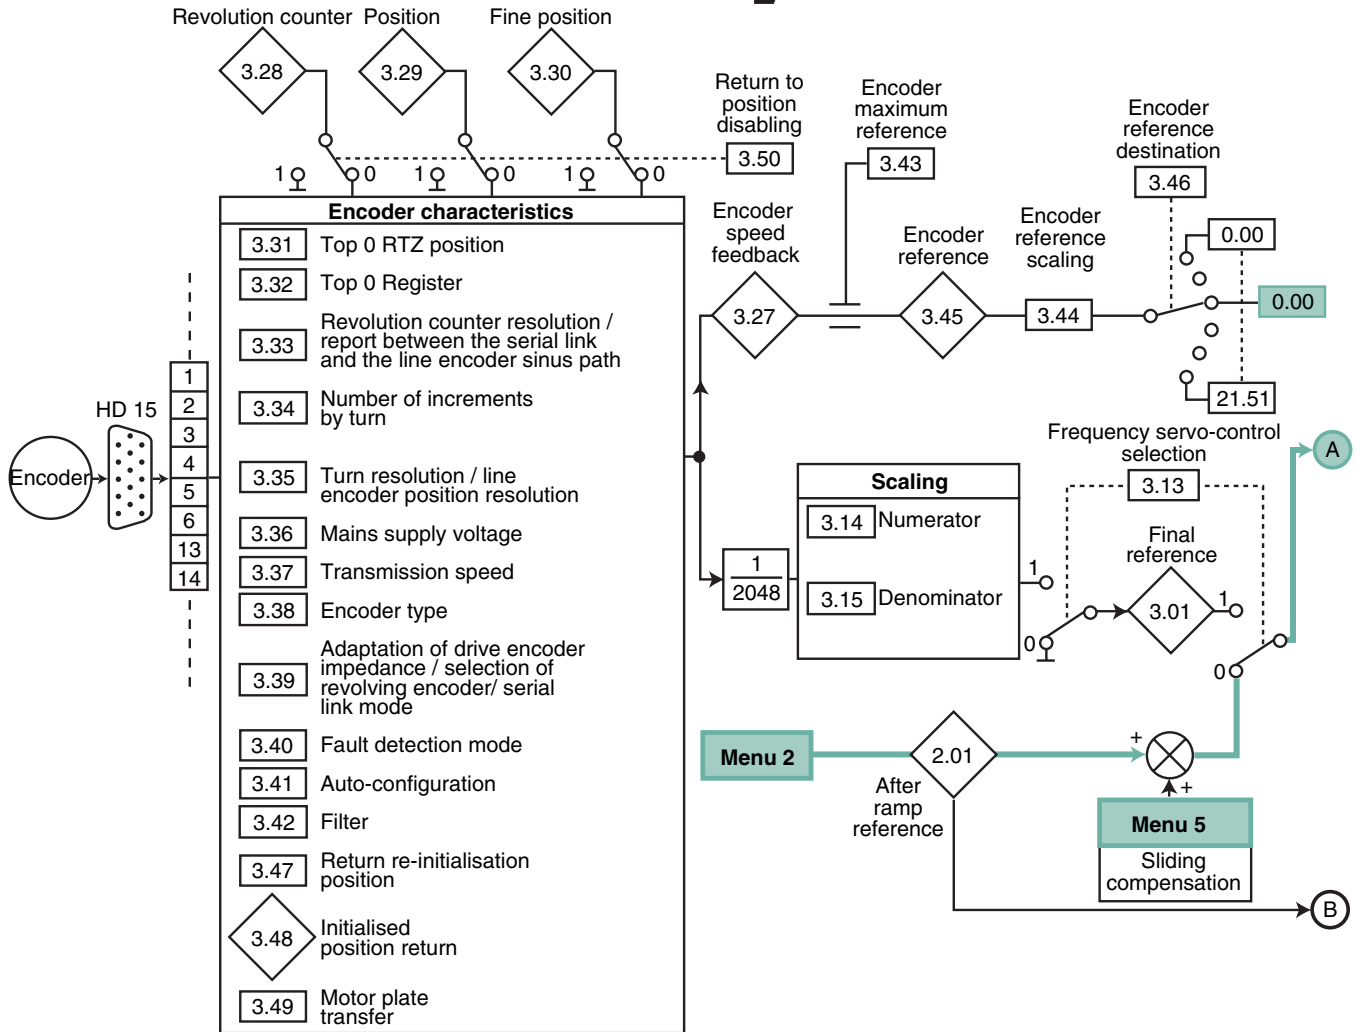 Revolution counter Position Fine position
3.28 3.29 3.30
1 0 1 0 1 0
Return to
position
disabling
3.50
Encoder
maximum
reference
3.43
Encoder
reference
destination
3.46
Encoder characteristics
3.31 Top 0 RTZ position
3.32 Top 0 Register
3.33 Revolution counter resolution /
report between the serial link
and the line encoder sinus path
3.34 Number of increments
by turn
3.35 Turn resolution / line
encoder position resolution
3.36 Mains supply voltage
3.37 Transmission speed
3.38 Encoder type
3.39 Adaptation of drive encoder
impedance / selection of
revolving encoder/ serial
link mode
3.40 Fault detection mode
3.41 Auto-configuration
3.42 Filter
3.47 Return re-initialisation
position
3.48 Initialised
position return
3.49 Motor plate
transfer
Encoder
HD 15
1
2
3
4
5
6
13
14
Encoder
speed
feedback
3.27
Encoder
reference
3.45
Encoder
reference
scaling
3.44
0.00
0.00
21.51
Frequency servo-control
selection
3.13
A
1
2048
Scaling
3.14 Numerator
3.15 Denominator
1
0
Final
reference
3.01
1
0
Menu 2
2.01
After
ramp
reference
+
+
Menu 5
Sliding
compensation
B